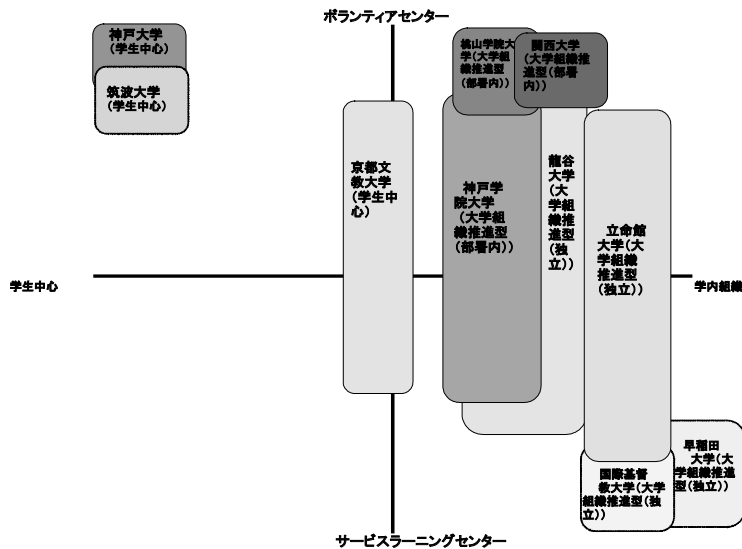 ボランティアセンター
神戸大学
（学生中心）
筑波大学
（学生中心）
桃山学院大
学（大学組
織推進型
（部署内））
関西大学
（大学組織推
進型（部署
内））
京都文
教大学
（学生中
心）
神戸学
院大学
（大学組
織推進型
（部署内））
龍谷
大学（大
学組
織推
進型
（独
立））
立命館
大学（大
学組織
推進型
（独立））
学生中心
学内組織
早稲田
大学（大
学組織推進
型（独立））
国際基督
教大学（大学
組織推進型（独
立））
サービスラーニングセンター